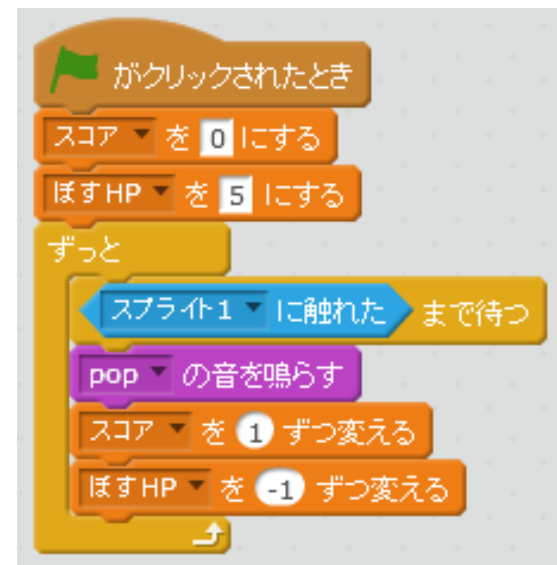 がクリックされたとき
スコア を 0 にする
ぼすHP を 5 にする
ずっと
スプライト1 に触れた まで待つ
pop の音を鳴らす
スコア を 1 ずつ変える
ぼすHP を -1 ずつ変える